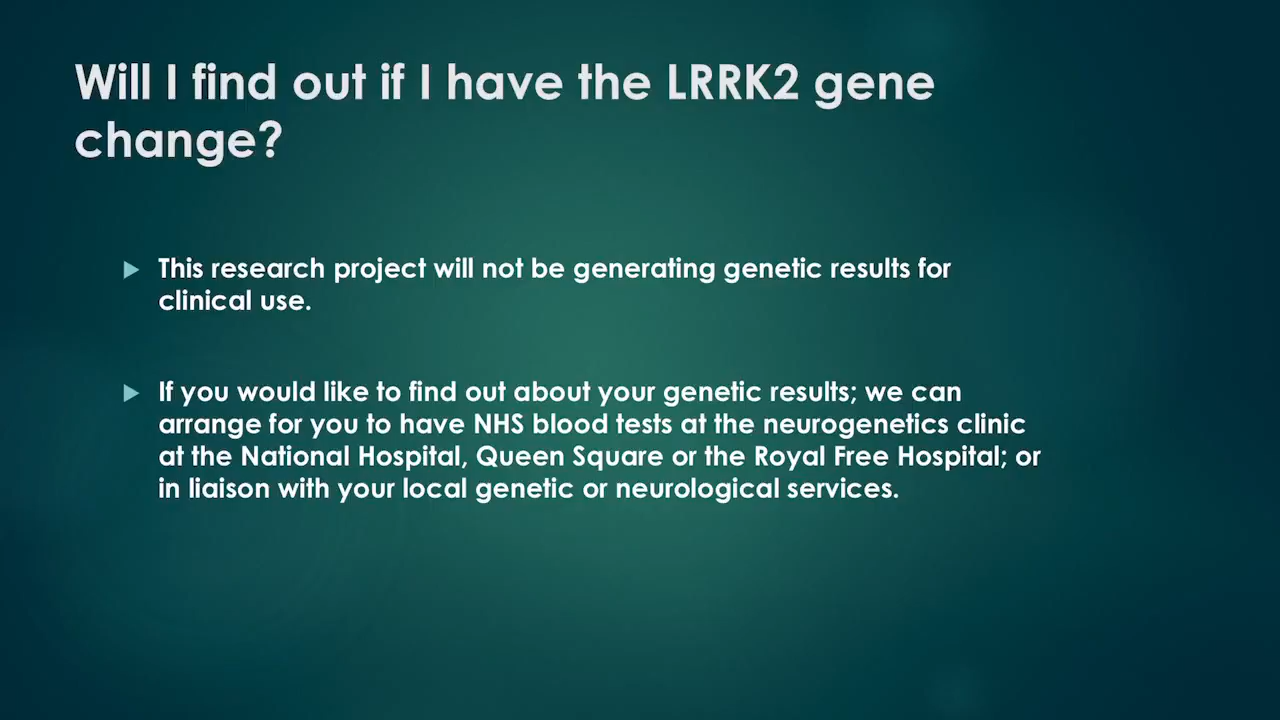 Will I find out if I have the LRRK2 gene
change?
This research project will not be generating genetic results for
clinical use.
If you would like to find out about your genetic results; we can
arrange for you to have NHS blood tests at the neurogenetics clinic
at the National Hospital, Queen Square or the Royal Free Hospital; or
in liaison with your local genetic or neurological services.